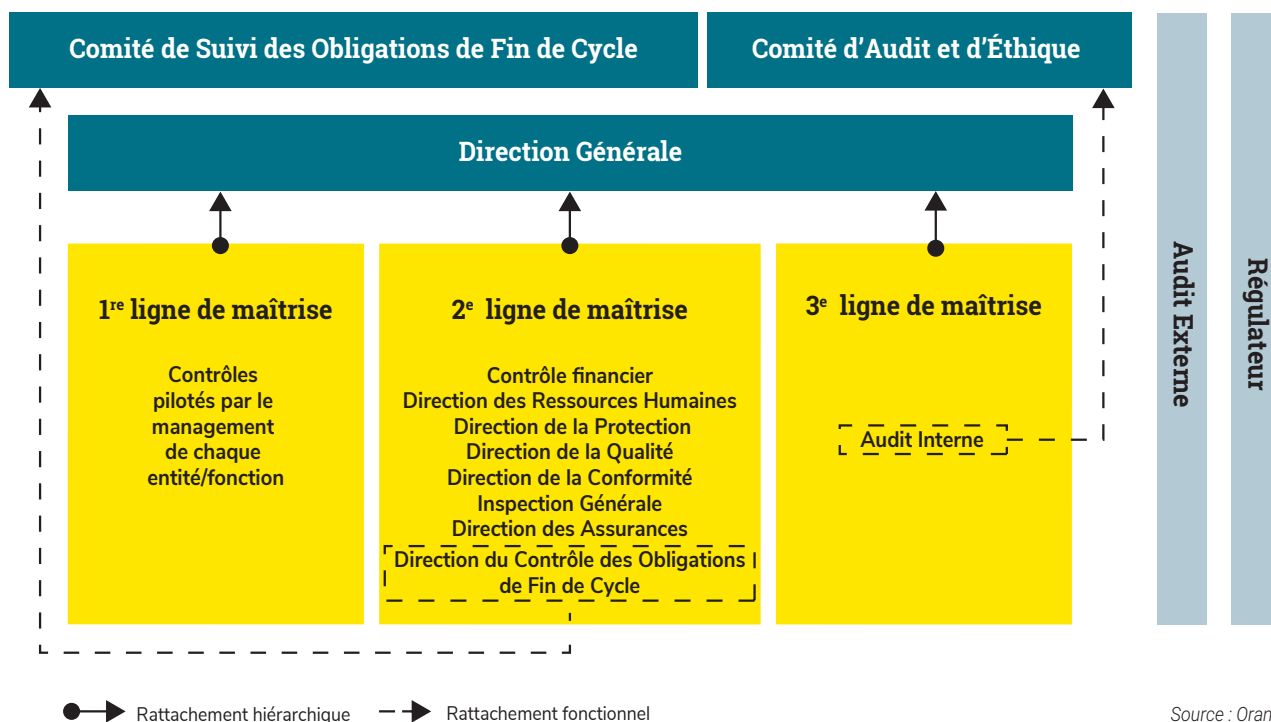 Comité de Suivi des Obligations de Fin de Cycle
Comité d'Audit et d'Éthique
Direction Générale
1re ligne de maîtrise
Contrôles
pilotés par le
management
de chaque
entité/fonction
2e ligne de maîtrise
Contrôle financier
Direction des Ressources Humaines
Direction de la Protection
Direction de la Qualité
Direction de la Conformité
Inspection Générale
Direction des Assurances
Direction du Contrôle des Obligations
de Fin de Cycle
3e ligne de maîtrise
Audit Interne
Audit Externe
Régulateur
Rattachement hiérarchique
Rattachement fonctionnel
Source : Oran